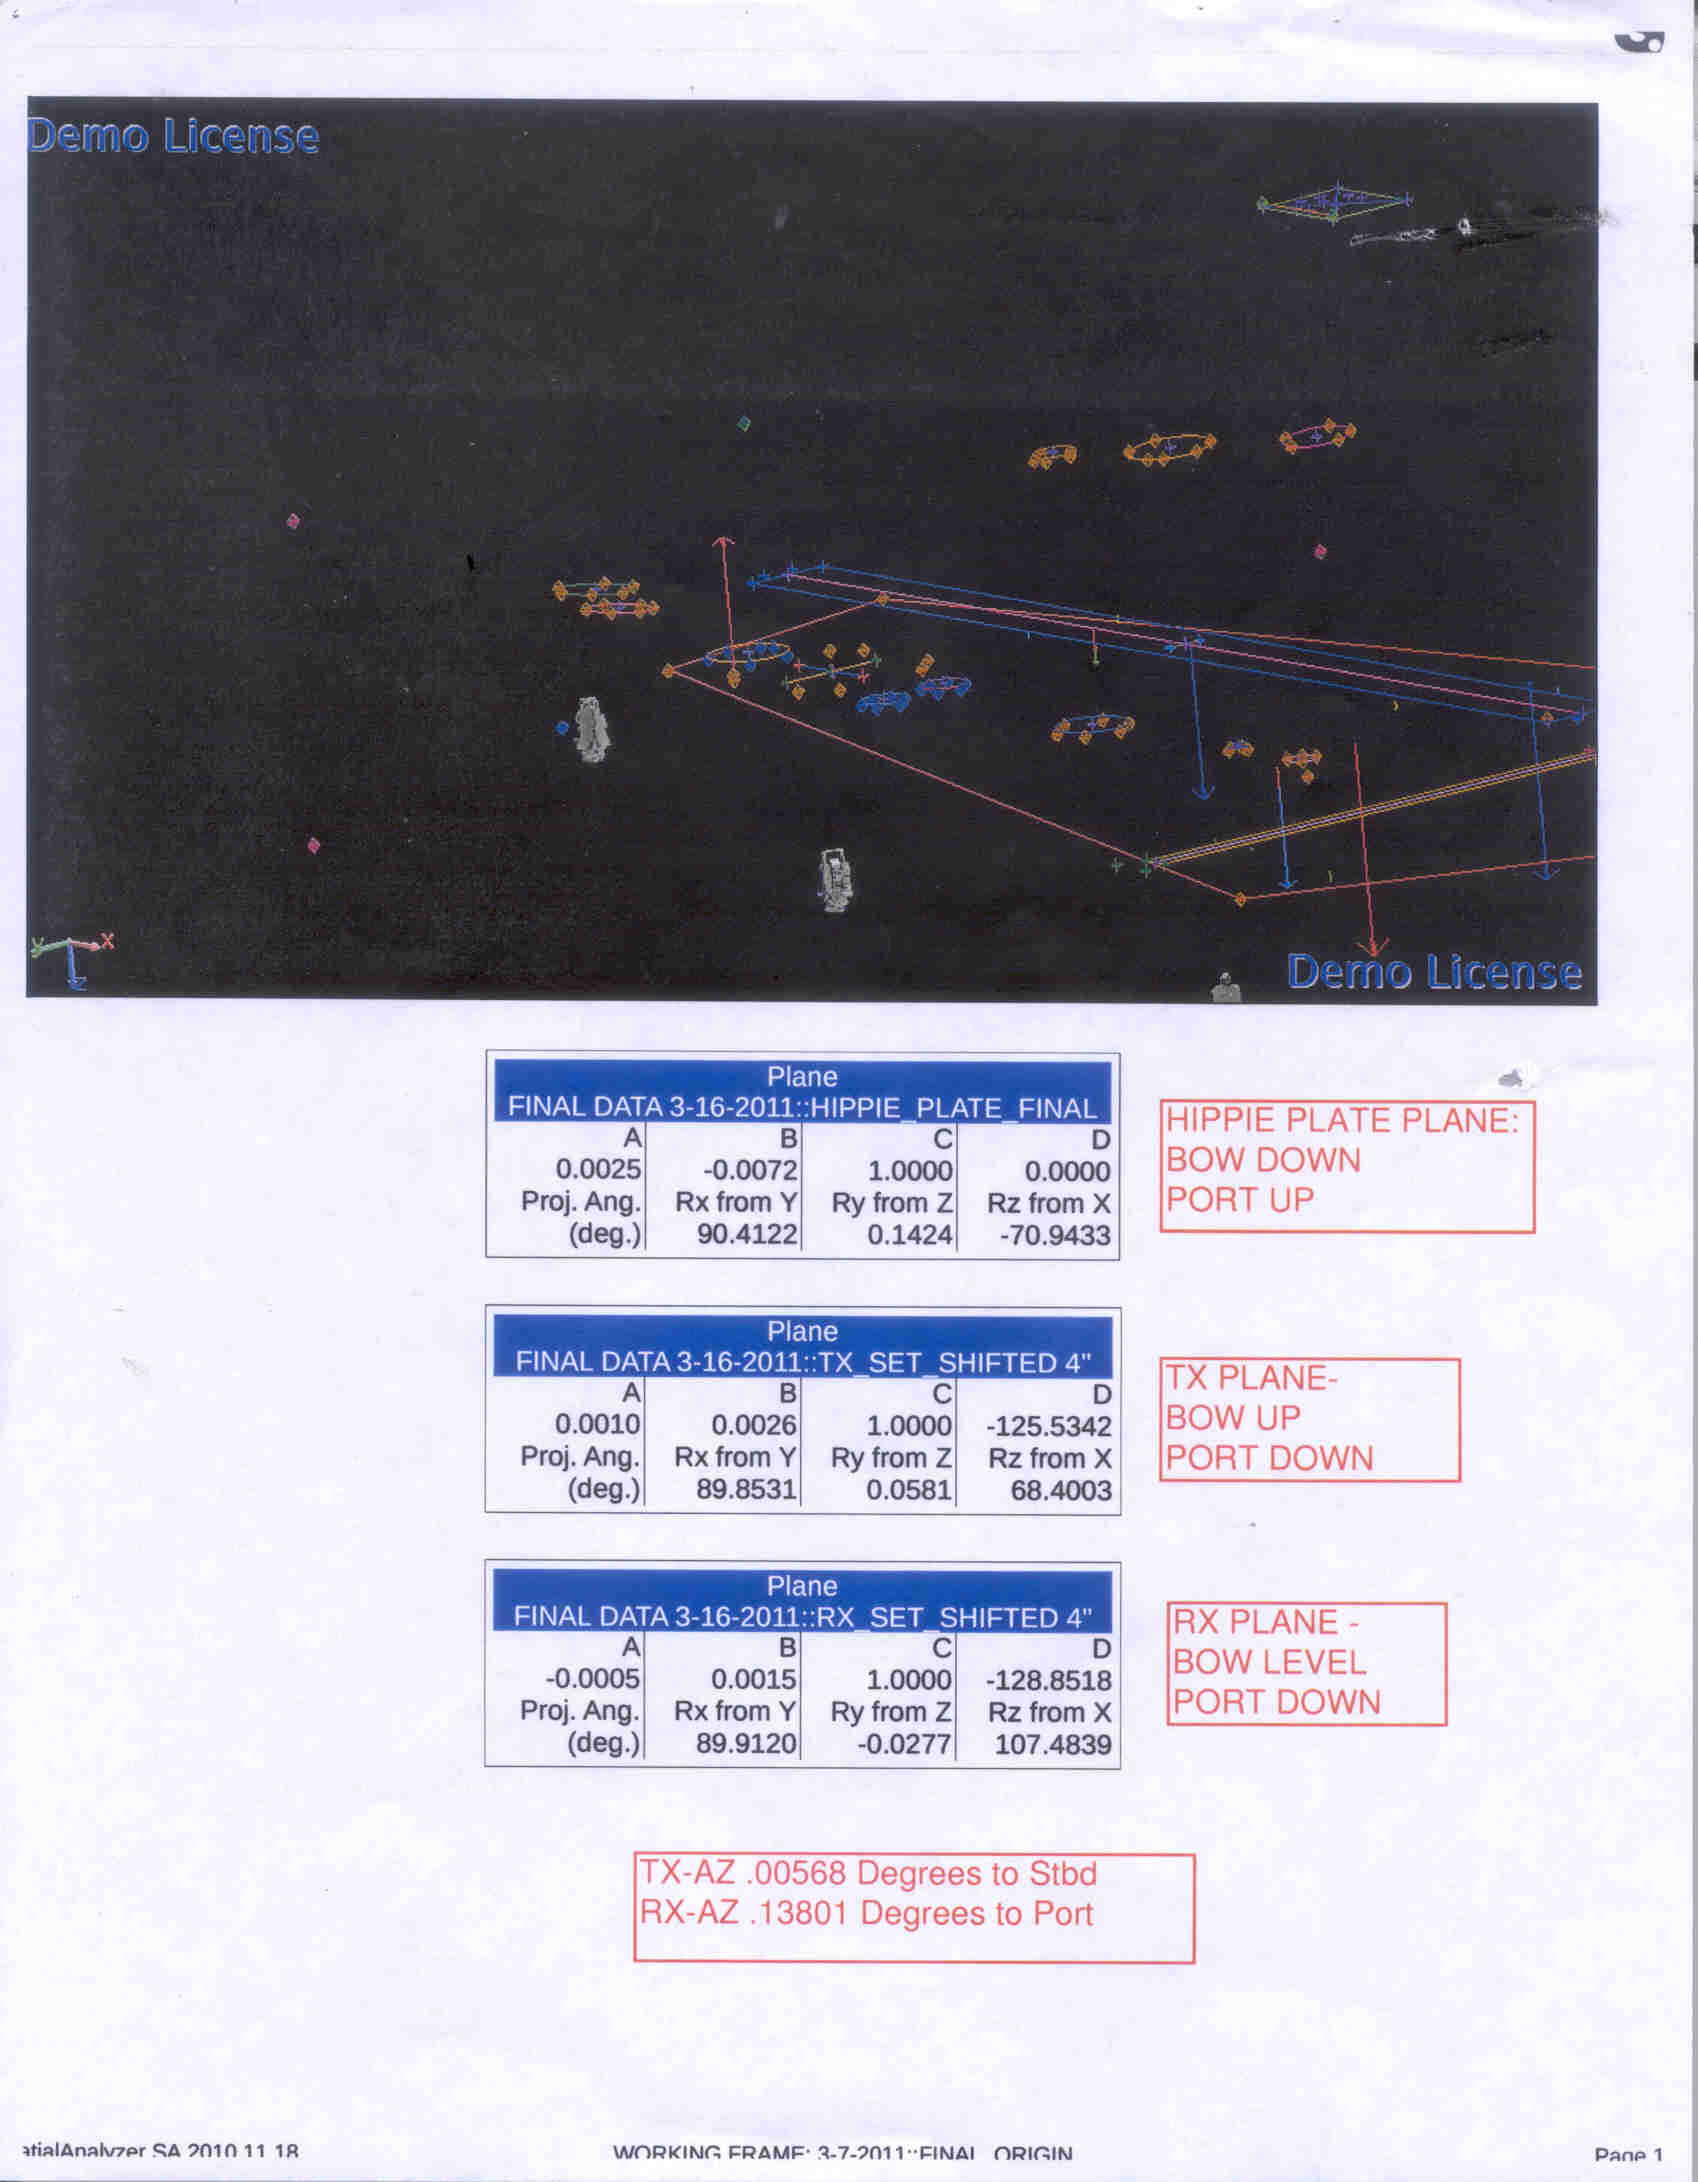 Demo License
Y X
Z
Demo License
Plane
FINAL DATA 3-16-2011::HIPPIE_PLATE_FINAL
A B C D
0.0025 -0.0072 1.0000 0.0000
Proj. Ang. Rx from Y Ry from Z Rz from X
(deg.) 90.4122 0.1424 -70.9433
HIPPIE PLATE PLANE:
BOW DOWN
PORT UP
Plane
FINAL DATA 3-16-2011::TX_SET_SHIFTED 4"
A B C D
0.0010 0.0026 1.0000 -125.5342
Proj. Ang. Rx from Y Ry from Z Rz from X
(deg.) 89.8531 0.0581 68.4003
TX PLANE-
BOW UP
PORT DOWN
Plane
FINAL DATA 3-16-2011::RX_SET_SHIFTED 4"
A B C D
-0.0005 0.0015 1.0000 -128.8518
Proj. Ang. Rx from Y Ry from Z Rz from X
(deg.) 89.9120 -0.0277 107.4839
RX PLANE -
BOW LEVEL
PORT DOWN
TX-AZ .00568 Degrees to Stbd
RX-AZ .13801 Degrees to Port
atialAnalyzer SA 2010.11.18 WORKING FRAME: 3-7-2011::FINAL_ORIGIN Page 1